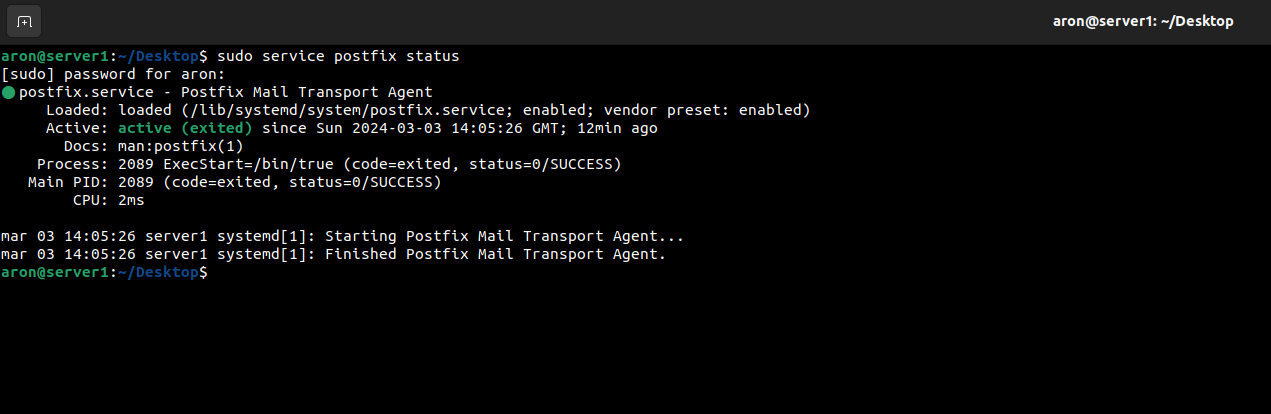 aron@server1: ~/Desktop
aron@server1:~/Desktop$ sudo service postfix status
[sudo] password for aron:
postfix.service - Postfix Mail Transport Agent
     Loaded: loaded (/lib/systemd/system/postfix.service; enabled; vendor preset: enabled)
     Active: active (exited) since Sun 2024-03-03 14:05:26 GMT; 12min ago
       Docs: man:postfix(1)
    Process: 2089 ExecStart=/bin/true (code=exited, status=0/SUCCESS)
   Main PID: 2089 (code=exited, status=0/SUCCESS)
        CPU: 2ms

mar 03 14:05:26 server1 systemd[1]: Starting Postfix Mail Transport Agent...
mar 03 14:05:26 server1 systemd[1]: Finished Postfix Mail Transport Agent.
aron@server1:~/Desktop$